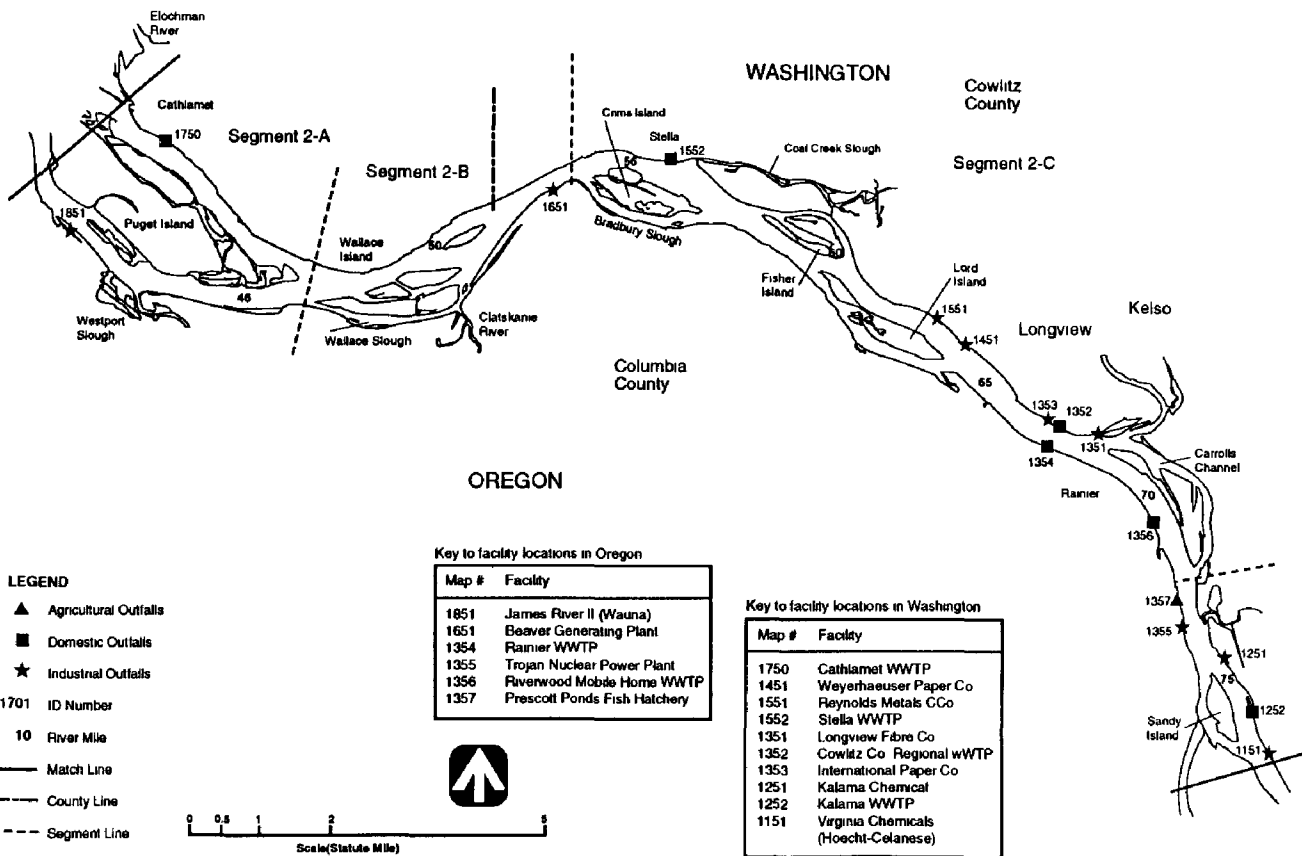 Elochman
River
WASHINGTON
Cowlitz
County
Cathlamet
1750
Segment 2-A
Crims Island
Stella
1552
Coal Creek Slough
56
Segment 2-B
Segment 2-C
1651
1851
Puget Island
Wallace
Island
50
Bradbury Slough
60
Fisher
Island
Lord
Island
46
Westport
Slough
Wallace Slough
Clatskanie
River
1551
1451
Longview
Kelso
Columbia
County
65
1353
1352
1351
1354
Carrolls
Channel
Rainier
70
1356
OREGON
1357
1355
1251
75
1252
Sandy
Island
1151
LEGEND
Agricultural Outfalls
Domestic Outfalls
Industrial Outfalls
1701 ID Number
10 River Mile
Match Line
County Line
Segment Line
Key to facility locations in Oregon
Map # Facility
1851 James River II (Wauna)
1651 Beaver Generating Plant
1354 Rainier WWTP
1355 Trojan Nuclear Power Plant
1356 Riverwood Mobile Home WWTP
1357 Prescott Ponds Fish Hatchery
Key to facility locations in Washington
Map # Facility
1750 Cathlamet WWTP
1451 Weyerhaeuser Paper Co
1551 Reynolds Metals CCo
1552 Stella WWTP
1351 Longview Fibre Co
1352 Cowlitz Co Regional wWTP
1353 International Paper Co
1251 Kalama Chemical
1252 Kalama WWTP
1151 Virginia Chemicals
(Hoecht-Celanese)
0 0.5 1 2 5
Scale(Statute Mile)